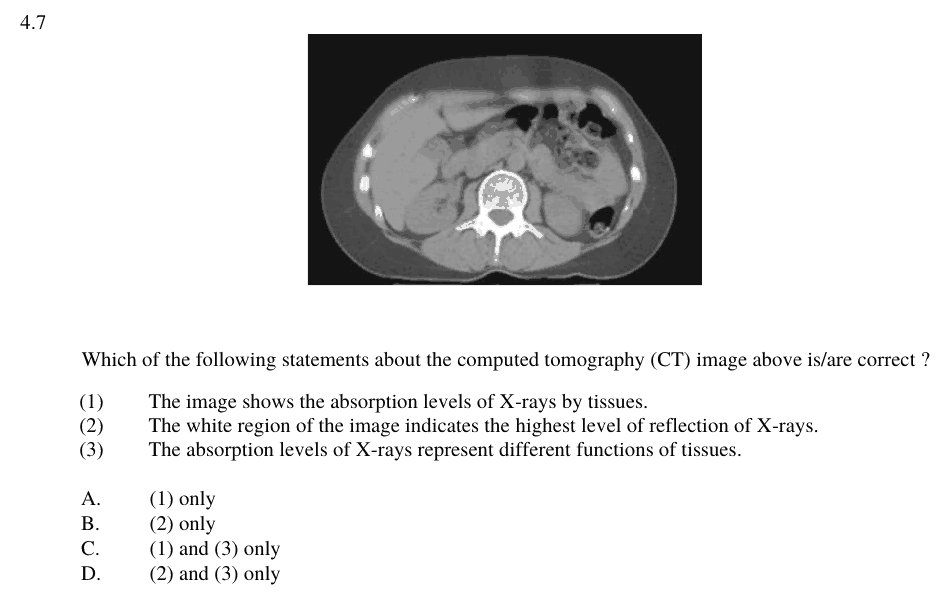 4.7
Which of the following statements about the computed tomography (CT) image above is/are correct ?
(1) The image shows the absorption levels of X-rays by tissues.
(2) The white region of the image indicates the highest level of reflection of X-rays.
(3) The absorption levels of X-rays represent different functions of tissues.
A. (1) only
B. (2) only
C. (1) and (3) only
D. (2) and (3) only